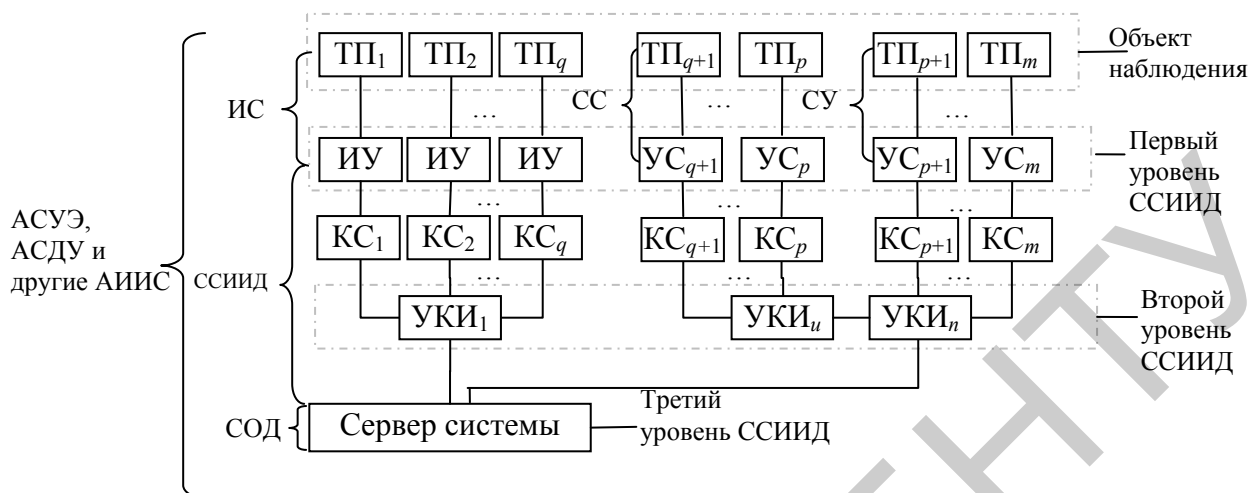 ТП1 ТП2 ТПq ТПq+1 ТПp ТПp+1 ТПm
Объект
наблюдения
ИС
СС
СУ
… … …
ИУ ИУ ИУ УСq+1 УСp УСp+1 УСm
Первый
уровень
ССИИД
… … …
АСУЭ,
АСДУ и
другие АИИС
ССИИД
КС1 КС2 КСq КСq+1 КСp КСp+1 КСm
… … …
УКИ1 УКИu УКИn
Второй
уровень
ССИИД
СОД
Сервер системы
Третий
уровень ССИИД